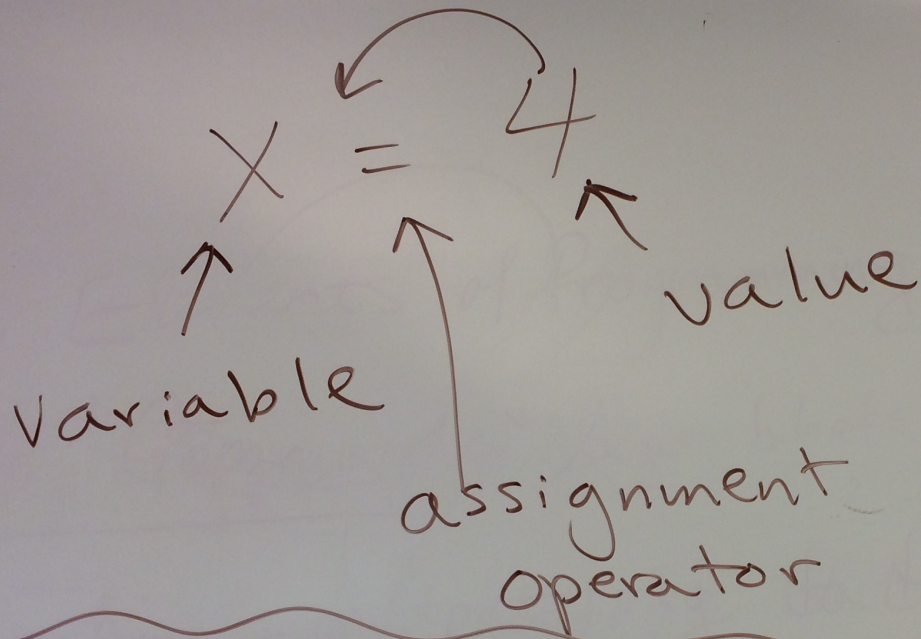 x = 4
value
variable
assignment
operator